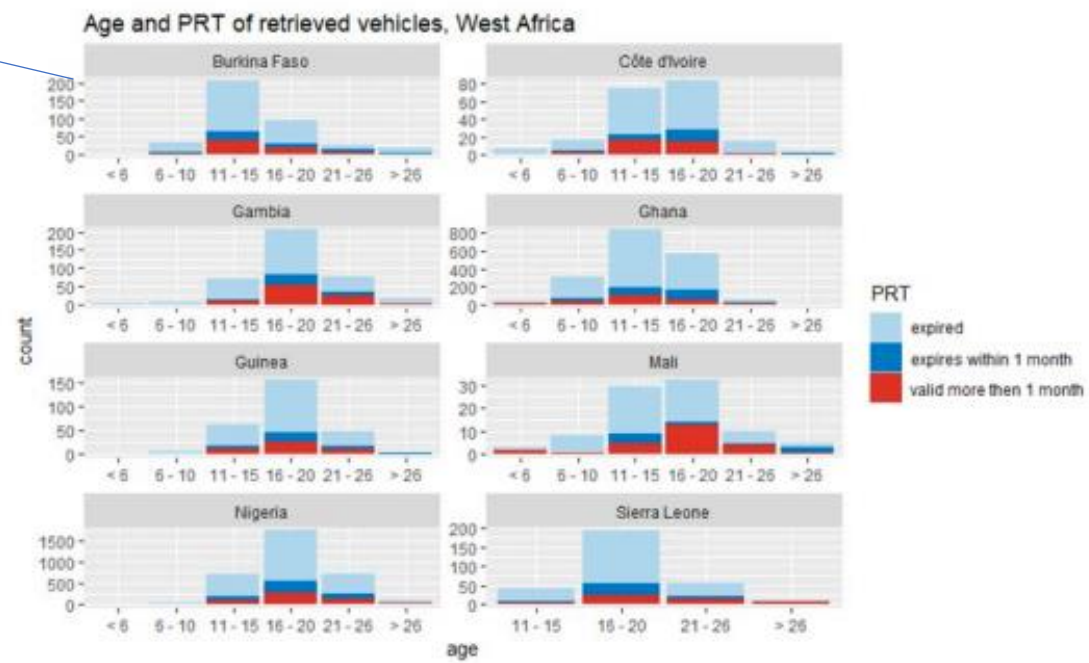 Age and PRT of retrieved vehicles, West Africa
Burkina Faso
200
150
100
50
0
< 6 6 - 10 11 - 15 16 - 20 21 - 26 > 26
Côte d'Ivoire
80
60
40
20
0
< 6 6 - 10 11 - 15 16 - 20 21 - 26 > 26
Gambia
200
150
100
50
0
< 6 6 - 10 11 - 15 16 - 20 21 - 26 > 26
Ghana
800
600
400
200
0
< 6 6 - 10 11 - 15 16 - 20 21 - 26 > 26
Guinea
150
100
50
0
< 6 6 - 10 11 - 15 16 - 20 21 - 26 > 26
Mali
30
20
10
0
< 6 6 - 10 11 - 15 16 - 20 21 - 26 > 26
Nigeria
1500
1000
500
0
< 6 6 - 10 11 - 15 16 - 20 21 - 26 > 26
Sierra Leone
200
150
100
50
0
11 - 15 16 - 20 21 - 26 > 26
count
age
PRT
expired
expires within 1 month
valid more then 1 month